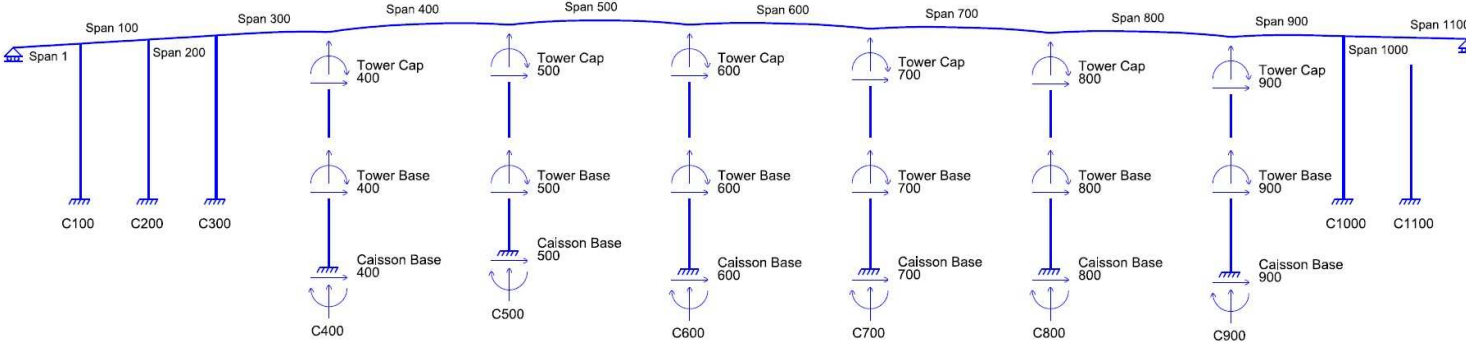 Span 1
Span 100
Span 200
Span 300
Span 400
Span 500
Span 600
Span 700
Span 800
Span 900
Span 1000
Span 1100
Tower Cap
400
Tower Cap
500
Tower Cap
600
Tower Cap
700
Tower Cap
800
Tower Cap
900
Tower Base
400
Tower Base
500
Tower Base
600
Tower Base
700
Tower Base
800
Tower Base
900
Caisson Base
400
Caisson Base
500
Caisson Base
600
Caisson Base
700
Caisson Base
800
Caisson Base
900
C100
C200
C300
C400
C500
C600
C700
C800
C900
C1000
C1100